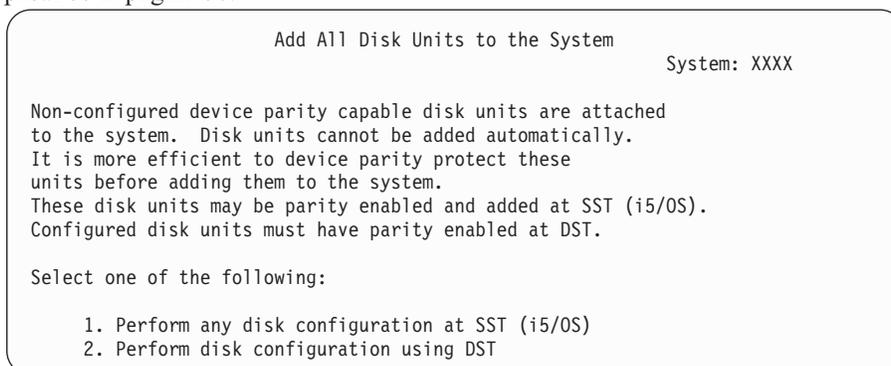 Add All Disk Units to the System
System: XXXX
Non-configured device parity capable disk units are attached
to the system. Disk units cannot be added automatically.
It is more efficient to device parity protect these
units before adding them to the system.
These disk units may be parity enabled and added at SST (i5/OS).
Configured disk units must have parity enabled at DST.
Select one of the following:
1. Perform any disk configuration at SST (i5/OS)
2. Perform disk configuration using DST